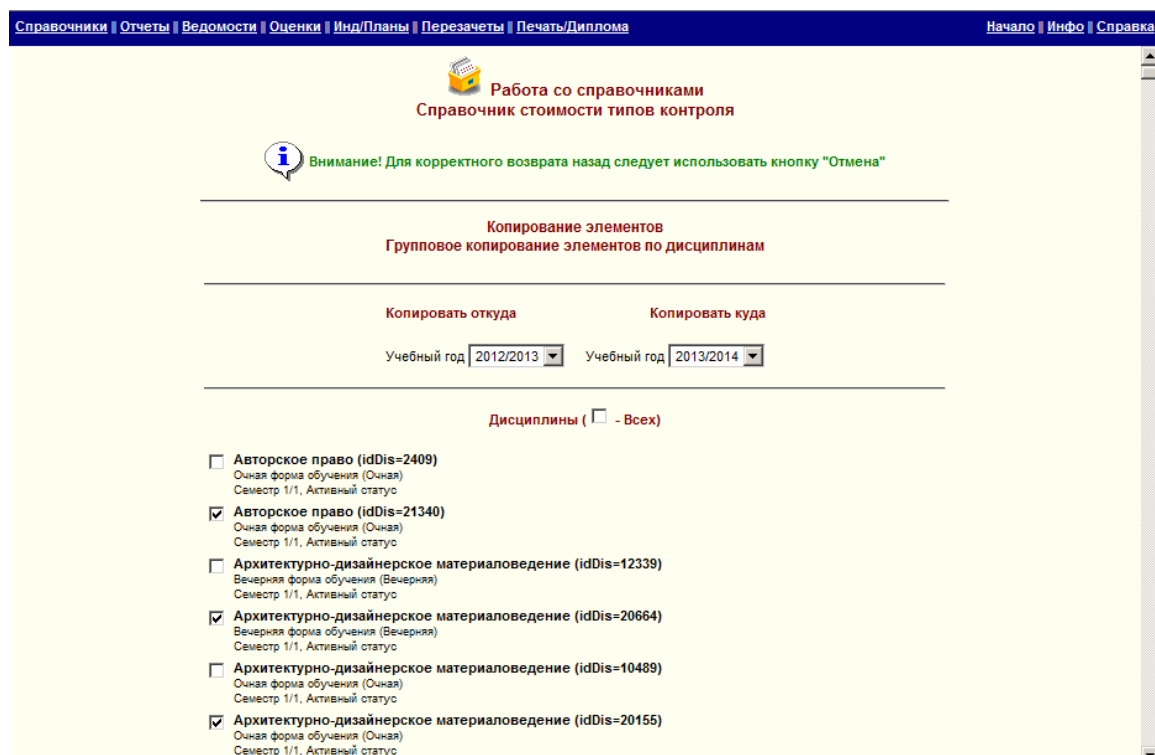 Справочники || Отчеты || Ведомости || Оценки || Инд/Планы || Перезачеты || Печать/Диплома Начало || Инфо || Справка
Работа со справочниками
Справочник стоимости типов контроля
i Внимание! Для корректного возврата назад следует использовать кнопку "Отмена"
Копирование элементов
Групповое копирование элементов по дисциплинам
Копировать откуда Копировать куда
Учебный год 2012/2013 Учебный год 2013/2014
Дисциплины ( - Всех)
Авторское право (idDis=2409)
Очная форма обучения (Очная)
Семестр 1/1, Активный статус
Авторское право (idDis=21340)
Очная форма обучения (Очная)
Семестр 1/1, Активный статус
Архитектурно-дизайнерское материаловедение (idDis=12339)
Вечерняя форма обучения (Вечерняя)
Семестр 1/1, Активный статус
Архитектурно-дизайнерское материаловедение (idDis=20664)
Вечерняя форма обучения (Вечерняя)
Семестр 1/1, Активный статус
Архитектурно-дизайнерское материаловедение (idDis=10489)
Очная форма обучения (Очная)
Семестр 1/1, Активный статус
Архитектурно-дизайнерское материаловедение (idDis=20155)
Очная форма обучения (Очная)
Семестр 1/1, Активный статус